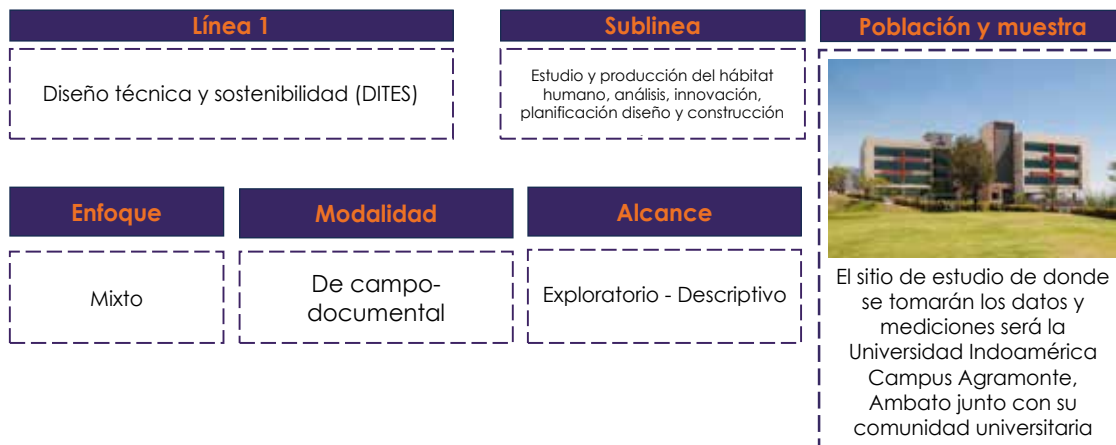 Línea 1
Diseño técnica y sostenibilidad (DITES)
Sublinea
Estudio y producción del hábitat
humano, análisis, innovación,
planificación diseño y construcción
.
Población y muestra
El sitio de estudio de donde
se tomarán los datos y
mediciones será la
Universidad Indoamérica
Campus Agramonte,
Ambato junto con su
comunidad universitaria
Enfoque
Mixto
Modalidad
De campo-
documental
Alcance
Exploratorio - Descriptivo